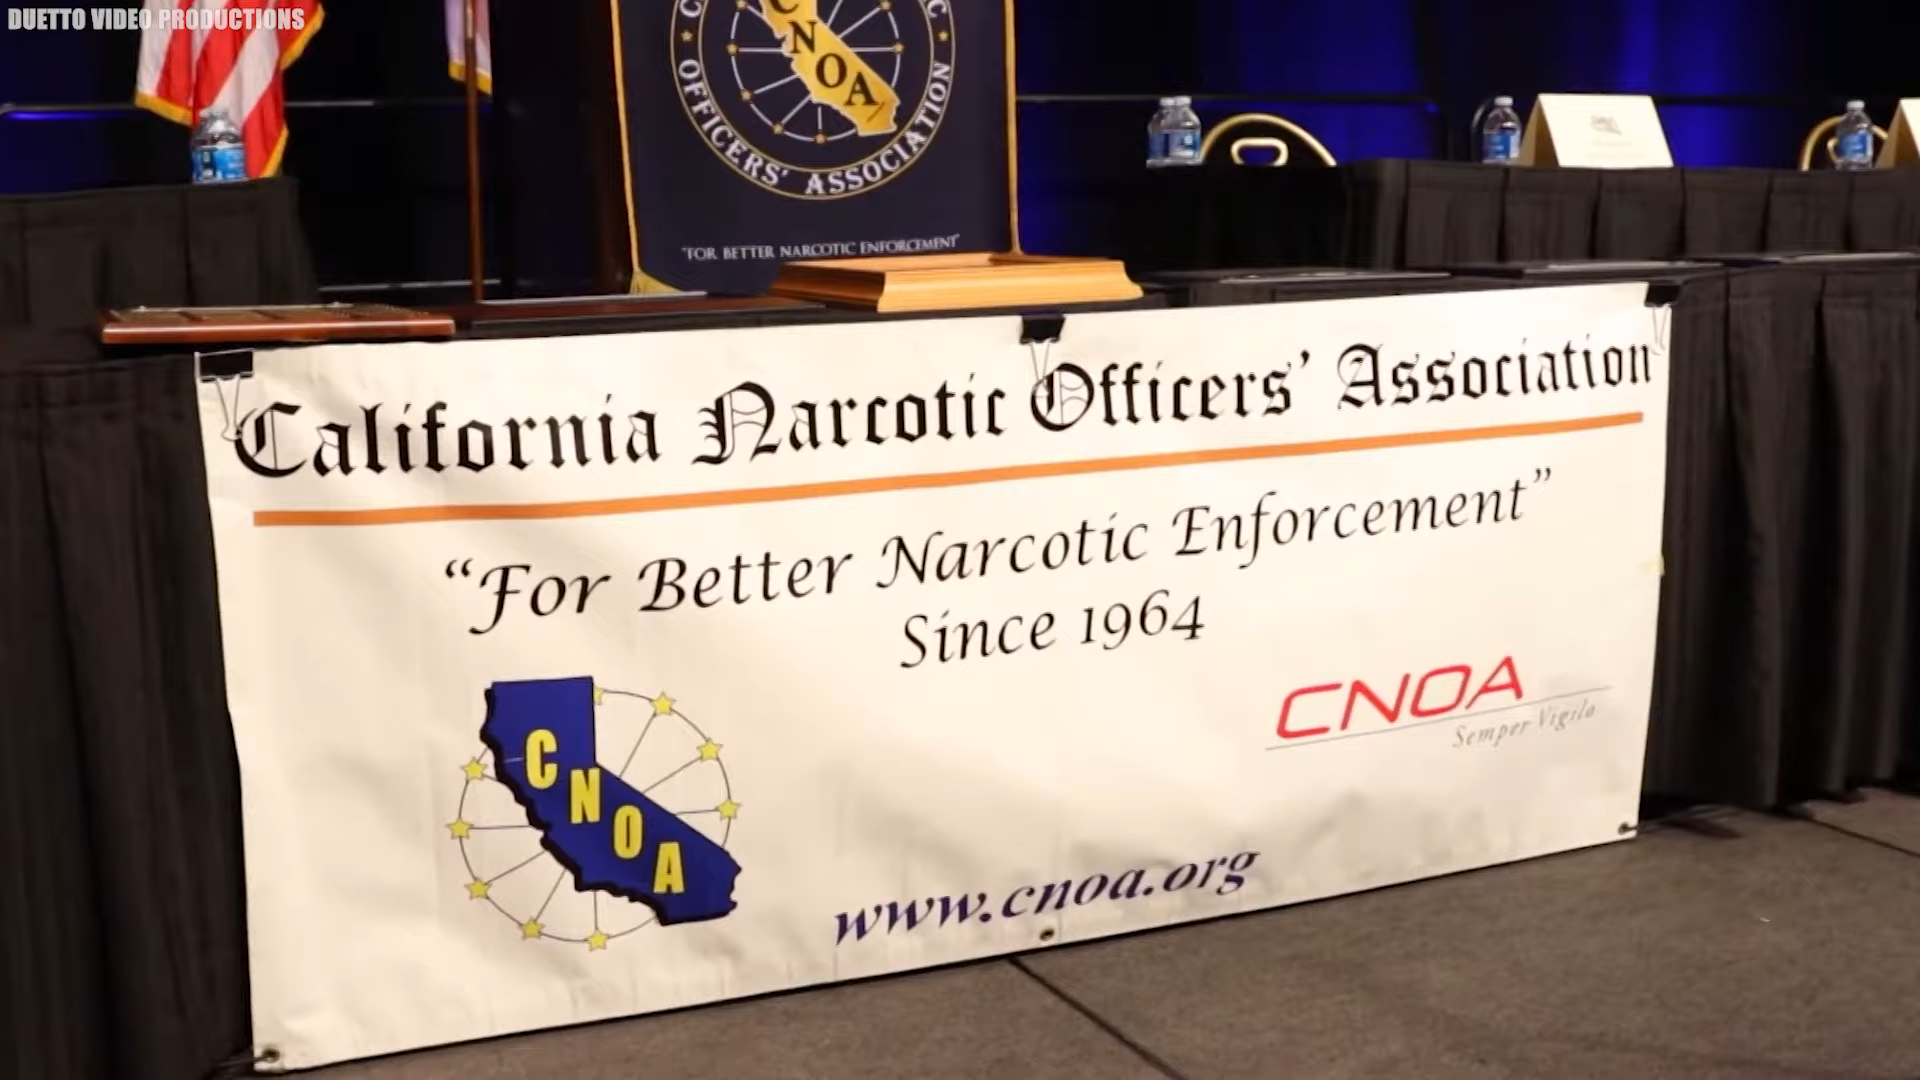 DUETTO VIDEO PRODUCTIONS
CNOA
OFFICERS' ASSOCIATION
"FOR BETTER NARCOTIC ENFORCEMENT"
California Narcotic Officers' Association
“For Better Narcotic Enforcement”
Since 1964
CNOA
CNOA
Semper Vigilo
www.cnoa.org